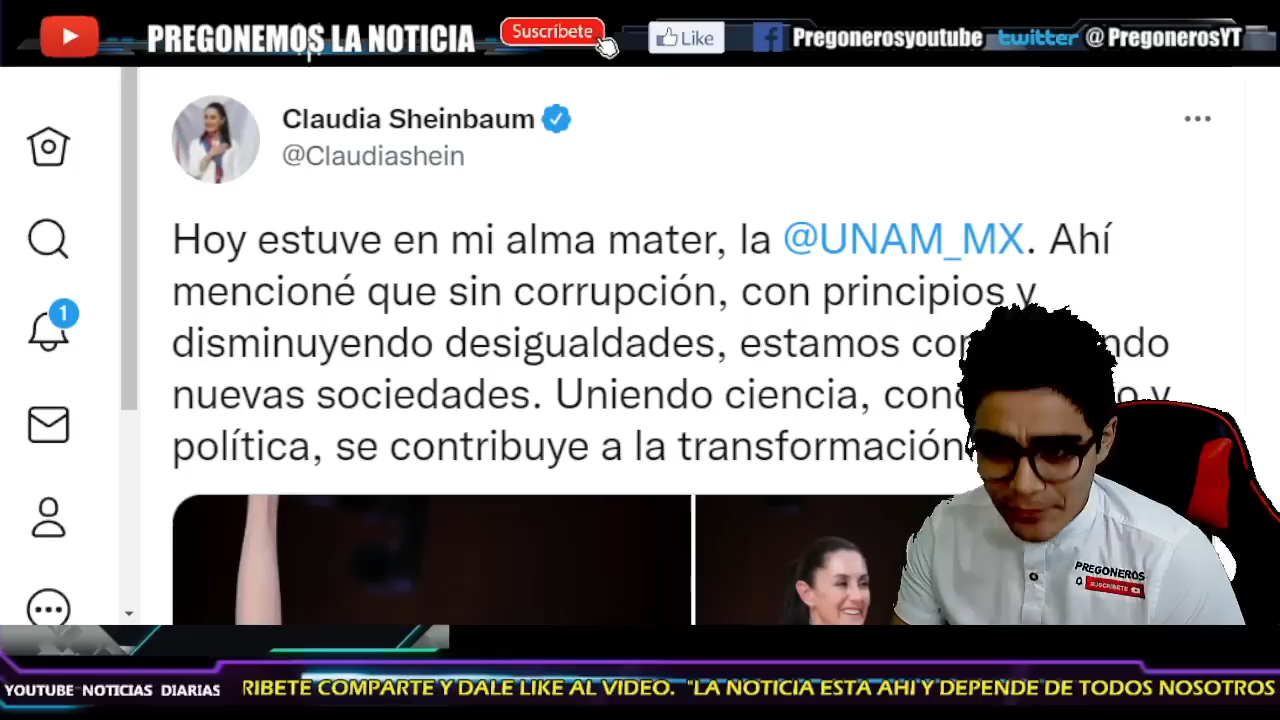 PREGONEMOS LA NOTICIA
Suscríbete
Like
Pregonerosyoutube
twitter @PregonerosYT
Claudia Sheinbaum
@Claudiashein
Hoy estuve en mi alma mater, la @UNAM_MX. Ahí
mencioné que sin corrupción, con principios y
disminuyendo desigualdades, estamos
nuevas sociedades. Uniendo ciencia, y
política, se contribuye a la transformación
1
PREGONEROS
SUSCRIBETE
YOUTUBE NOTICIAS DIARIAS
RIBETE COMPARTE Y DALE LIKE AL VIDEO. "LA NOTICIA ESTA AHI Y DEPENDE DE TODOS NOSOTROS